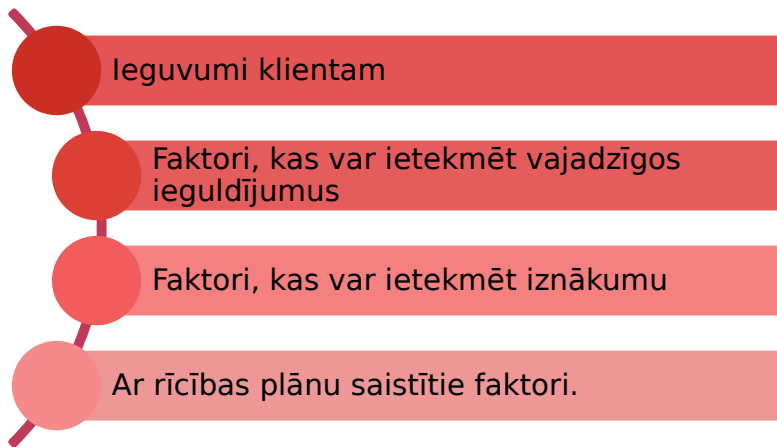 Ieguvumi klientam
Faktori, kas var ietekmēt vajadzīgos
ieguldījumus
Faktori, kas var ietekmēt iznākumu
Ar rīcības plānu saistītie faktori.